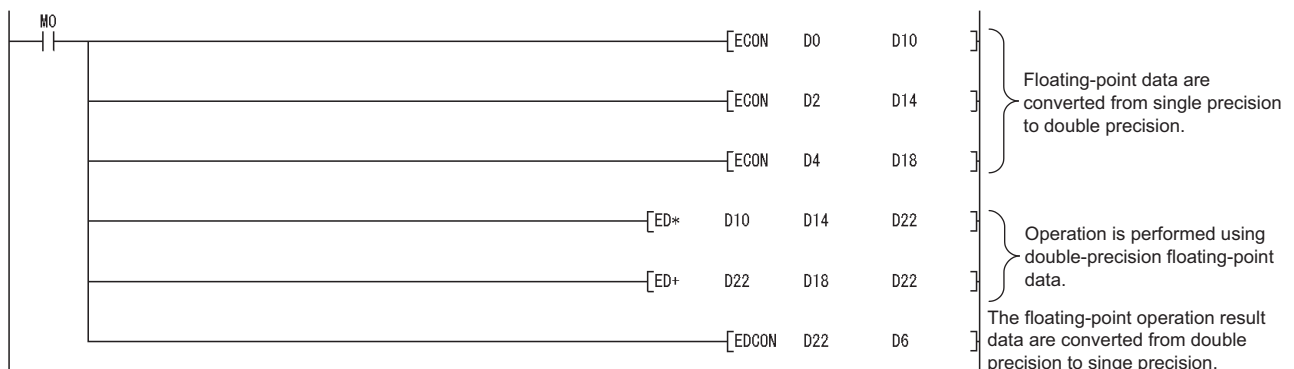 M0
[ECON D0 D10 ]
[ECON D2 D14 ]
[ECON D4 D18 ]
Floating-point data are
converted from single precision
to double precision.
[ED* D10 D14 D22 ]
[ED+ D22 D18 D22 ]
Operation is performed using
double-precision floating-point
data.
[EDCON D22 D6 ]
The floating-point operation result
data are converted from double
precision to singe precision.